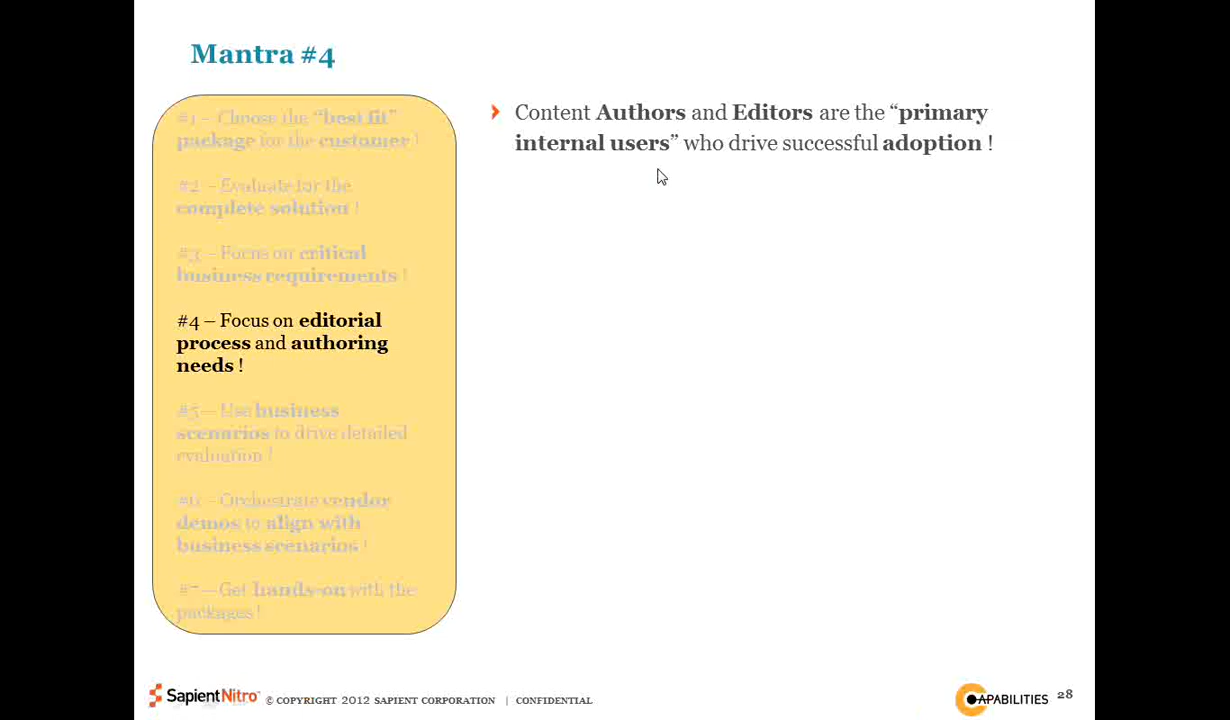 Mantra #4
#1 – Choose the "best fit"
package for the customer !
#2 – Evaluate for the
complete solution !
#3 – Focus on critical
business requirements !
#4 – Focus on editorial
process and authoring
needs !
#5 – Use business
scenarios to drive detailed
evaluation !
#6 – Orchestrate vendor
demos to align with
business scenarios !
#7 – Get hands-on with the
packages !
Content Authors and Editors are the “primary
internal users” who drive successful adoption !
SapientNitro
© COPYRIGHT 2012 SAPIENT CORPORATION | CONFIDENTIAL
CAPABILITIES
28